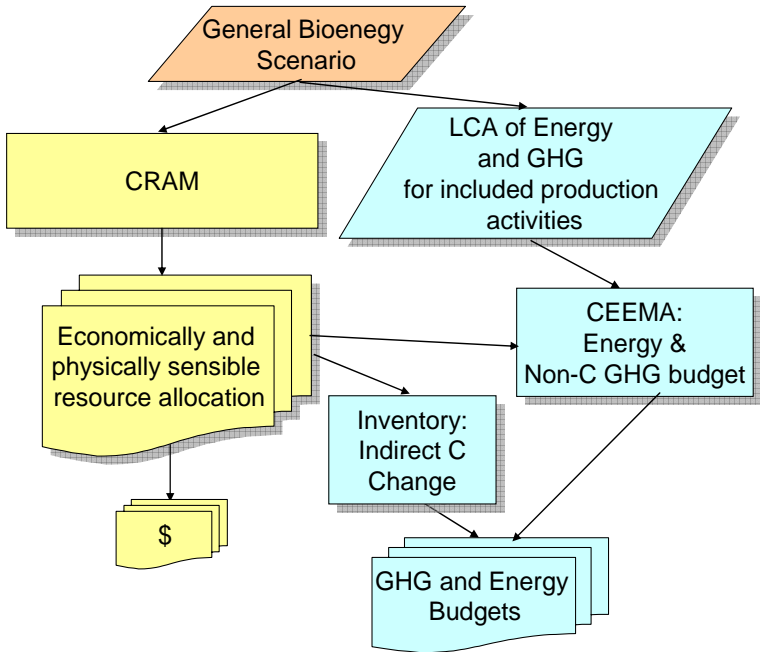 General Bioenegy
Scenario
CRAM
LCA of Energy
and GHG
for included production
activities
Economically and
physically sensible
resource allocation
CEEMA:
Energy &
Non-C GHG budget
Inventory:
Indirect C
Change
$
GHG and Energy
Budgets